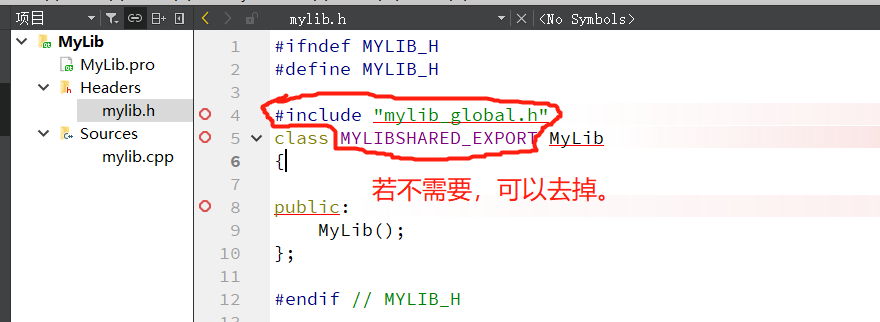 项目
mylib.h
<No Symbols>
MyLib
MyLib.pro
Headers
mylib.h
Sources
mylib.cpp
1 #ifndef MYLIB_H
2 #define MYLIB_H
3
4 #include "mylib_global.h"
5 class MYLIBSHARED_EXPORT MyLib
6 {
7
8 public:
9 MyLib();
10 };
11
12 #endif // MYLIB_H
若不需要，可以去掉。